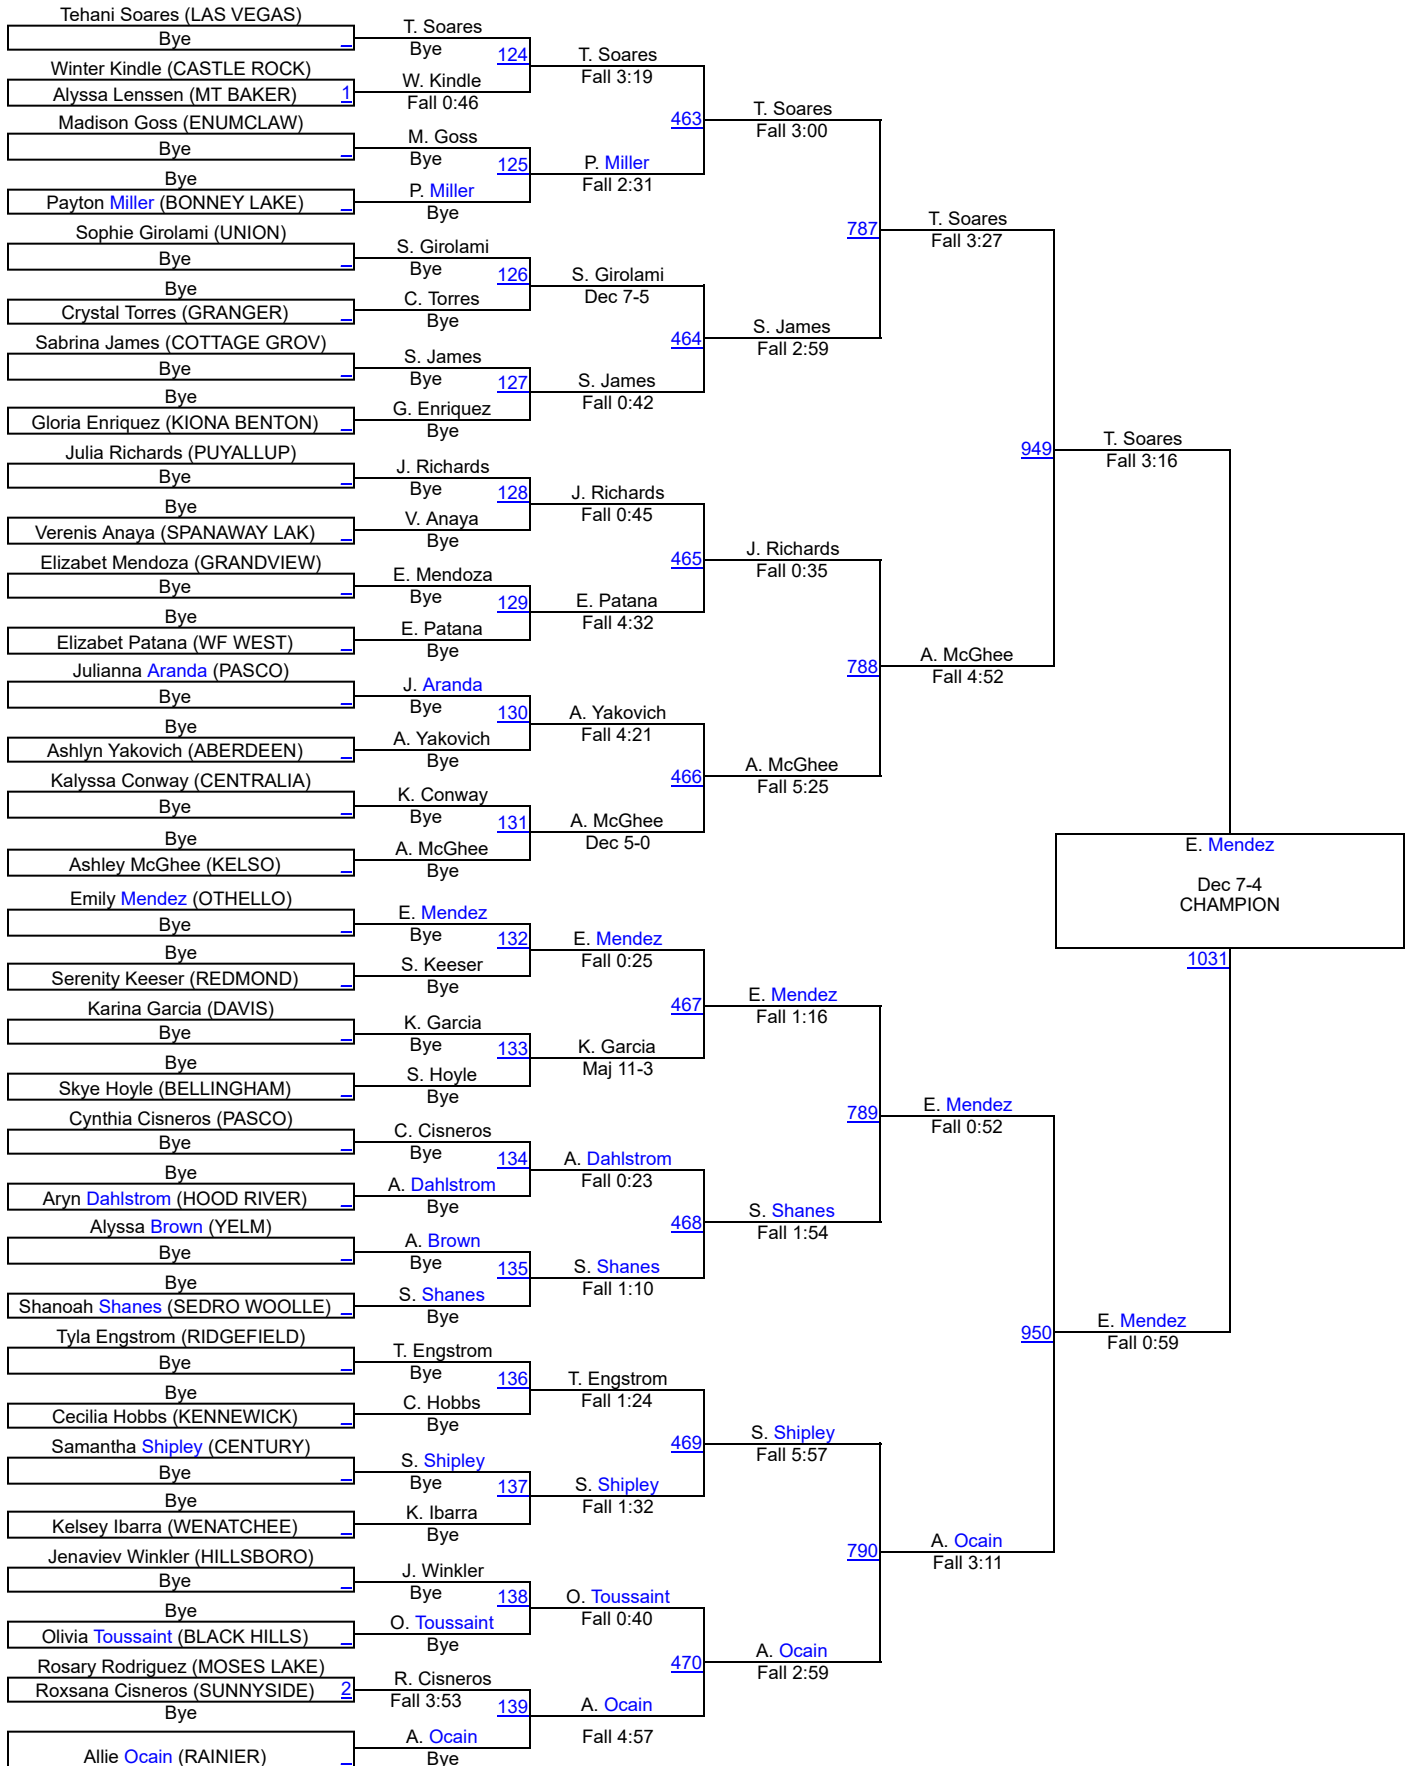 Tehani Soares (LAS VEGAS)
Bye
Winter Kindle (CASTLE ROCK)
Alyssa Lenssen (MT BAKER) 1
Madison Goss (ENUMCLAW)
Bye
Bye
Payton Miller (BONNEY LAKE)
Sophie Girolami (UNION)
Bye
Bye
Crystal Torres (GRANGER)
Sabrina James (COTTAGE GROV)
Bye
Bye
Gloria Enriquez (KIONA BENTON)
Julia Richards (PUYALLUP)
Bye
Bye
Verenis Anaya (SPANAWAY LAK)
Elizabet Mendoza (GRANDVIEW)
Bye
Bye
Elizabet Patana (WF WEST)
Julianna Aranda (PASCO)
Bye
Bye
Ashlyn Yakovich (ABERDEEN)
Kalyssa Conway (CENTRALIA)
Bye
Bye
Ashley McGhee (KELSO)
Emily Mendez (OTHELLO)
Bye
Bye
Serenity Keeser (REDMOND)
Karina Garcia (DAVIS)
Bye
Bye
Skye Hoyle (BELLINGHAM)
Cynthia Cisneros (PASCO)
Bye
Bye
Aryn Dahlstrom (HOOD RIVER)
Alyssa Brown (YELM)
Bye
Bye
Shanoah Shanes (SEDRO WOOLLE)
Tyla Engstrom (RIDGEFIELD)
Bye
Bye
Cecilia Hobbs (KENNEWICK)
Samantha Shipley (CENTURY)
Bye
Bye
Kelsey Ibarra (WENATCHEE)
Jenaviev Winkler (HILLSBORO)
Bye
Bye
Olivia Toussaint (BLACK HILLS)
Rosary Rodriguez (MOSES LAKE)
Roxsana Cisneros (SUNNYSIDE) 2
Bye
Allie Ocain (RAINIER)
T. Soares
Bye
124
W. Kindle
Fall 0:46
M. Goss
Bye
125
P. Miller
Bye
S. Girolami
Bye
126
C. Torres
Bye
S. James
Bye
127
G. Enriquez
Bye
J. Richards
Bye
128
V. Anaya
Bye
E. Mendoza
Bye
129
E. Patana
Bye
J. Aranda
Bye
130
A. Yakovich
Bye
K. Conway
Bye
131
A. McGhee
Bye
E. Mendez
Bye
132
S. Keeser
Bye
K. Garcia
Bye
133
S. Hoyle
Bye
C. Cisneros
Bye
134
A. Dahlstrom
Bye
A. Brown
Bye
135
S. Shanes
Bye
T. Engstrom
Bye
136
C. Hobbs
Bye
S. Shipley
Bye
137
K. Ibarra
Bye
J. Winkler
Bye
138
O. Toussaint
Bye
R. Cisneros
Fall 3:53
139
A. Ocain
Bye
T. Soares
Fall 3:19
463
P. Miller
Fall 2:31
S. Girolami
Dec 7-5
464
S. James
Fall 0:42
J. Richards
Fall 0:45
465
E. Patana
Fall 4:32
A. Yakovich
Fall 4:21
466
A. McGhee
Dec 5-0
E. Mendez
Fall 0:25
467
K. Garcia
Maj 11-3
A. Dahlstrom
Fall 0:23
468
S. Shanes
Fall 1:10
T. Engstrom
Fall 1:24
469
S. Shipley
Fall 1:32
O. Toussaint
Fall 0:40
470
A. Ocain
Fall 4:57
T. Soares
Fall 3:00
787
S. James
Fall 2:59
J. Richards
Fall 0:35
788
A. McGhee
Fall 5:25
E. Mendez
Fall 1:16
789
S. Shanes
Fall 1:54
S. Shipley
Fall 5:57
790
A. Ocain
Fall 2:59
T. Soares
Fall 3:27
949
A. McGhee
Fall 4:52
E. Mendez
Fall 0:52
950
A. Ocain
Fall 3:11
T. Soares
Fall 3:16
E. Mendez
Dec 7-4
CHAMPION
1031
E. Mendez
Fall 0:59